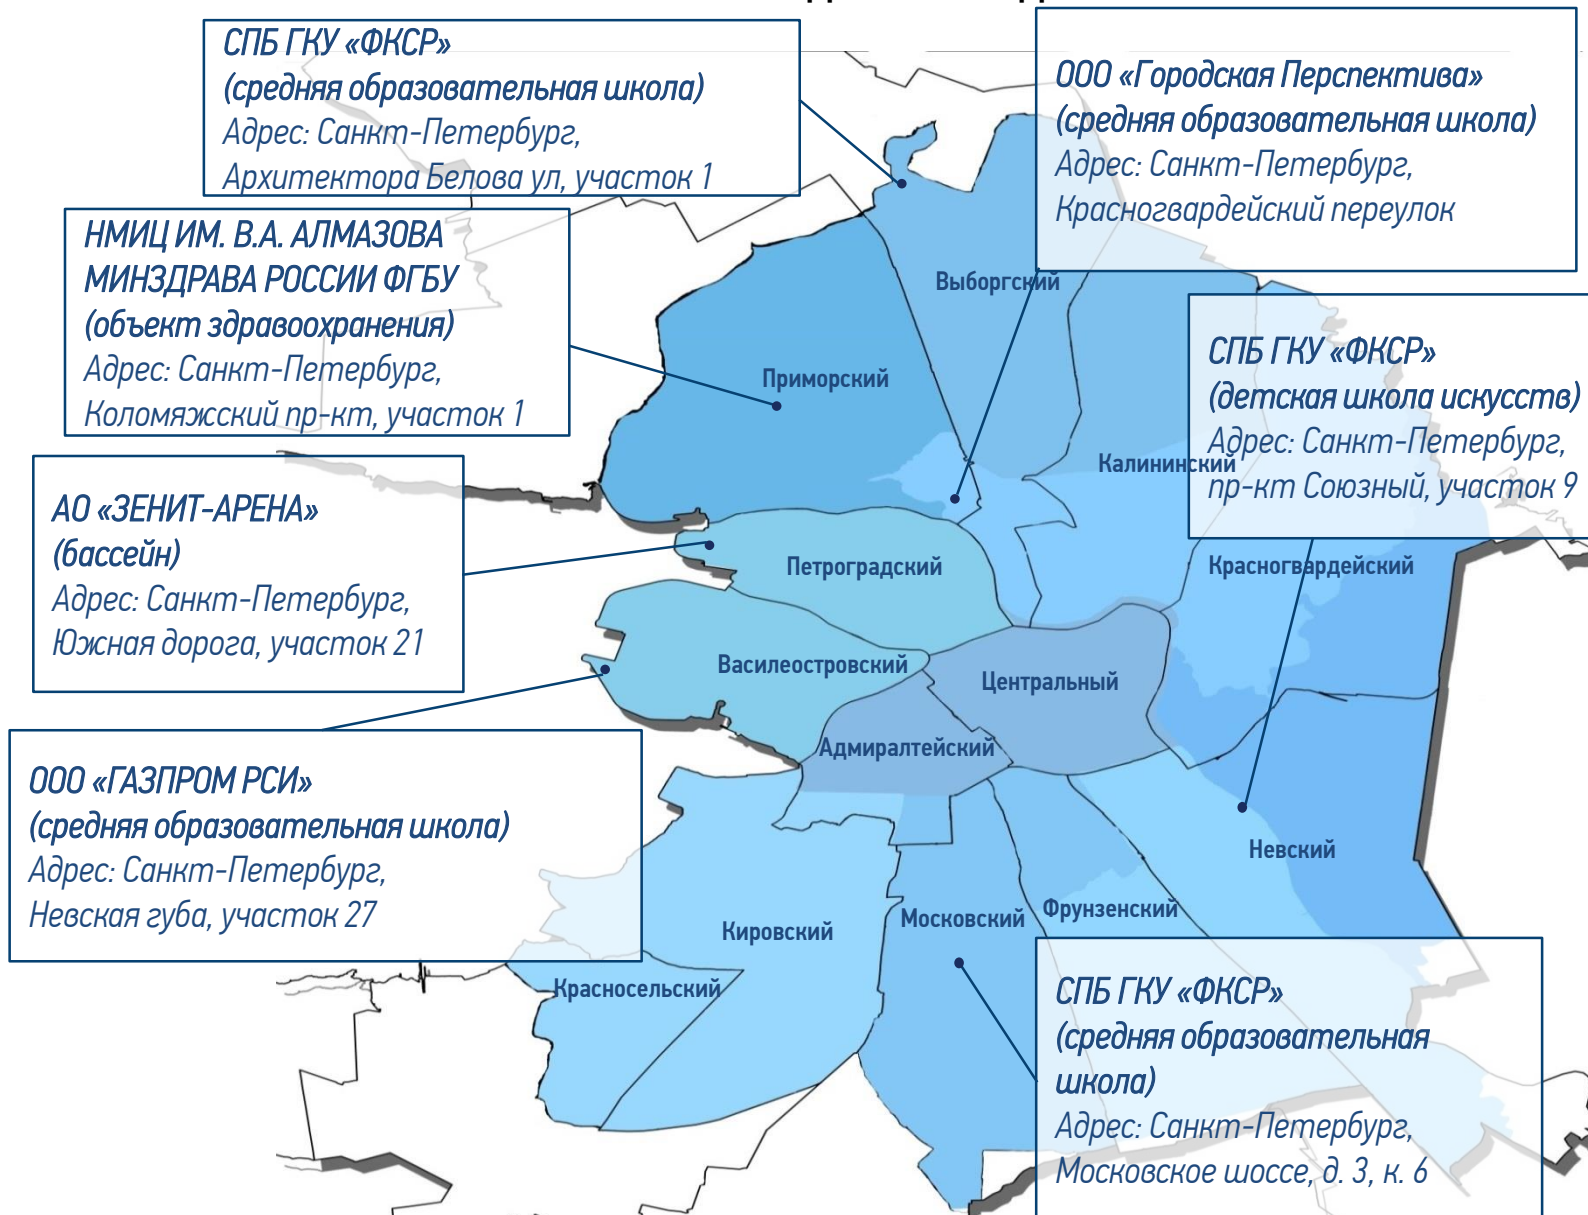 СПБ ГКУ «ФКСР»
(средняя образовательная школа)
Адрес: Санкт-Петербург,
Архитектора Белова ул, участок 1
ООО «Городская Перспектива»
(средняя образовательная школа)
Адрес: Санкт-Петербург,
Красногвардейский переулок
НМИЦ ИМ. В.А. АЛМАЗОВА
МИНЗДРАВА РОССИИ ФГБУ
(объект здравоохранения)
Адрес: Санкт-Петербург,
Коломяжский пр-кт, участок 1
СПБ ГКУ «ФКСР»
(детская школа искусств)
Адрес: Санкт-Петербург,
пр-кт Союзный, участок 9
АО «ЗЕНИТ-АРЕНА»
(бассейн)
Адрес: Санкт-Петербург,
Южная дорога, участок 21
ООО «ГАЗПРОМ РСИ»
(средняя образовательная школа)
Адрес: Санкт-Петербург,
Невская губа, участок 27
СПБ ГКУ «ФКСР»
(средняя образовательная
школа)
Адрес: Санкт-Петербург,
Московское шоссе, д. 3, к. 6
Выборгский
Приморский
Калининский
Петроградский
Красногвардейский
Василеостровский
Центральный
Адмиралтейский
Невский
Кировский
Московский
Фрунзенский
Красносельский